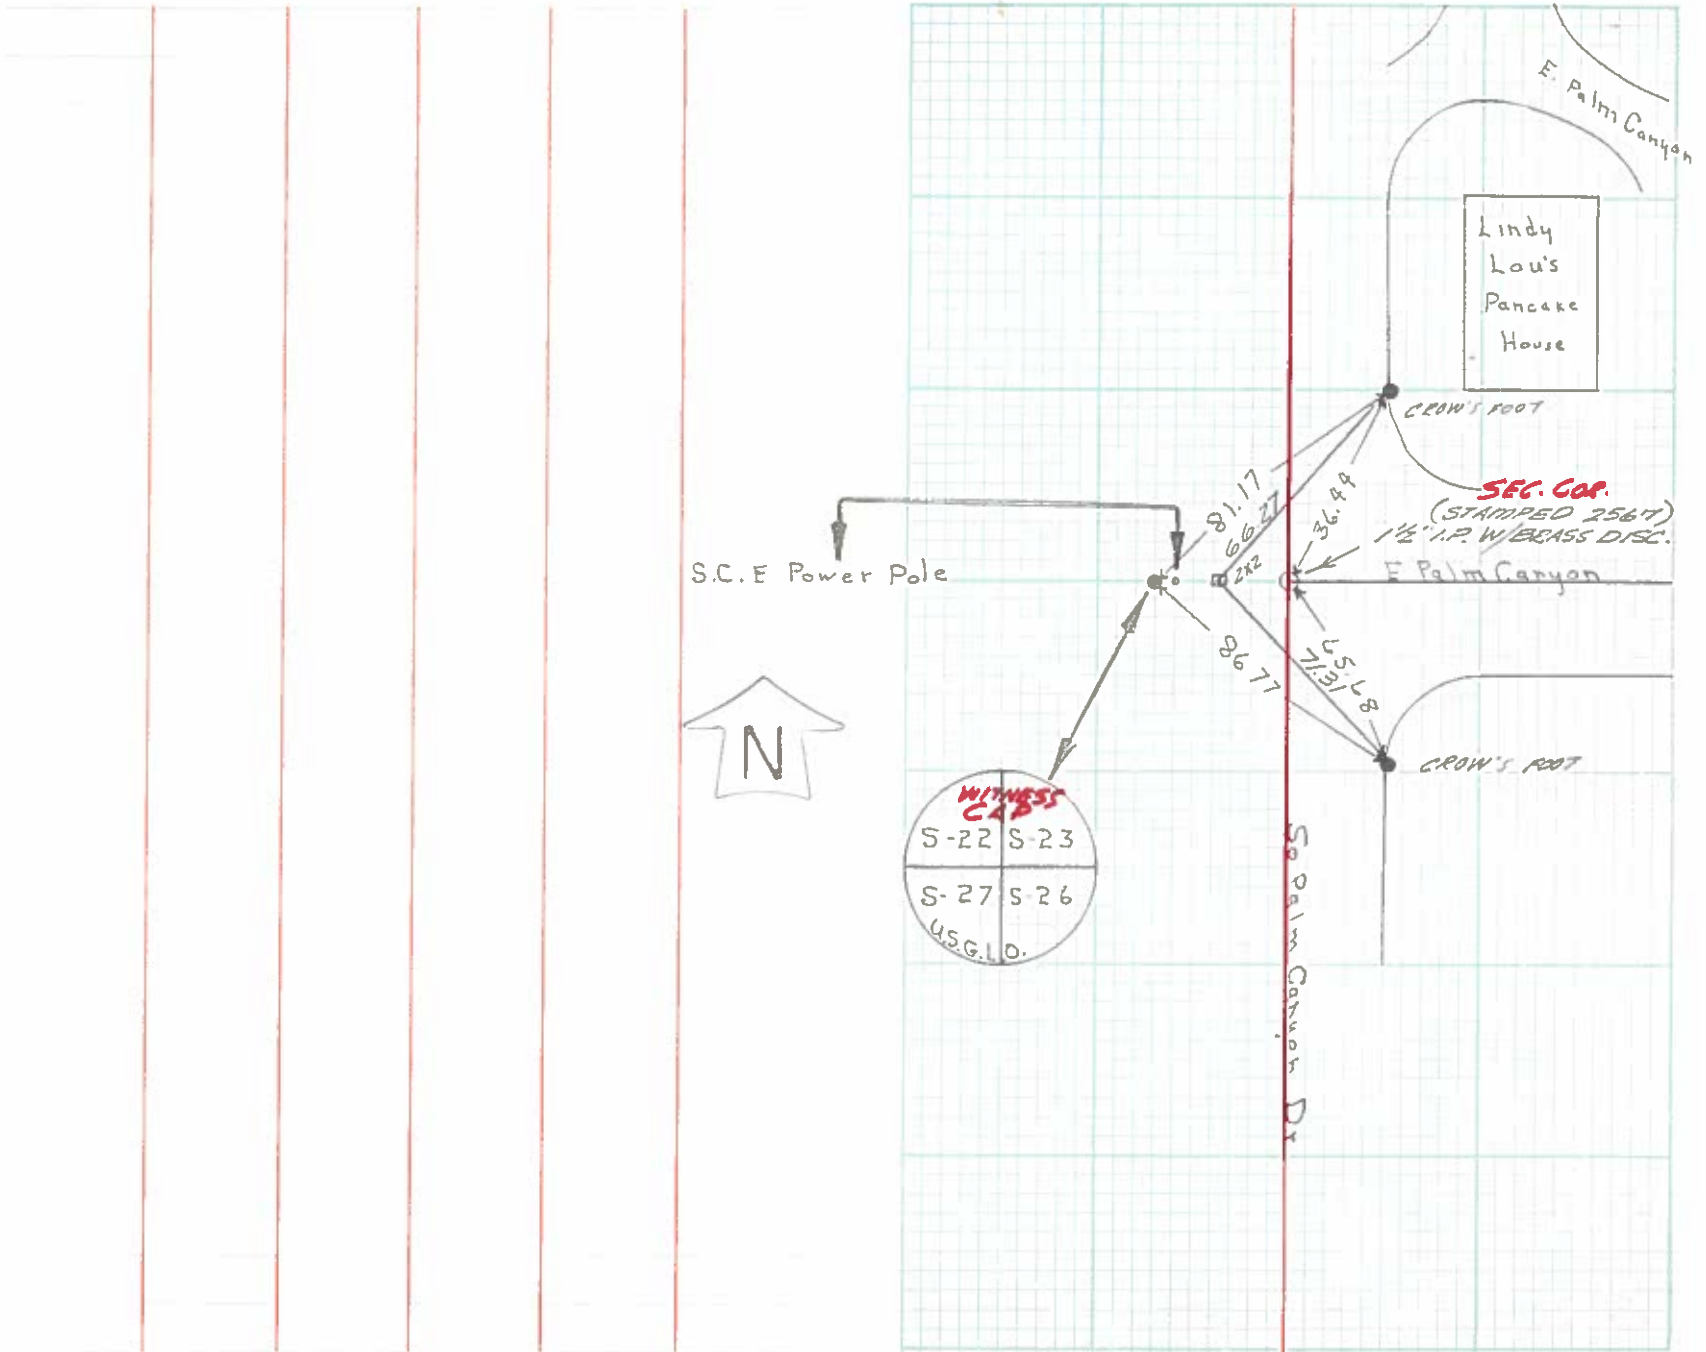 E. Palm Canyon
Lindy
Lou's
Pancake
House
CROW'S FOOT
81.17
66.27
36.49
SEC. COR.
(STAMPED 2567)
1½" I.P. W/BRASS DISC.
S.C.E Power Pole
2x2
E Palm Canyon
86.77
71.31
65.68
N
CROW'S FOOT
WITNESS
CAP
S-22 S-23
S-27 S-26
U.S.G.L.O.
So Palm Canyon Dr